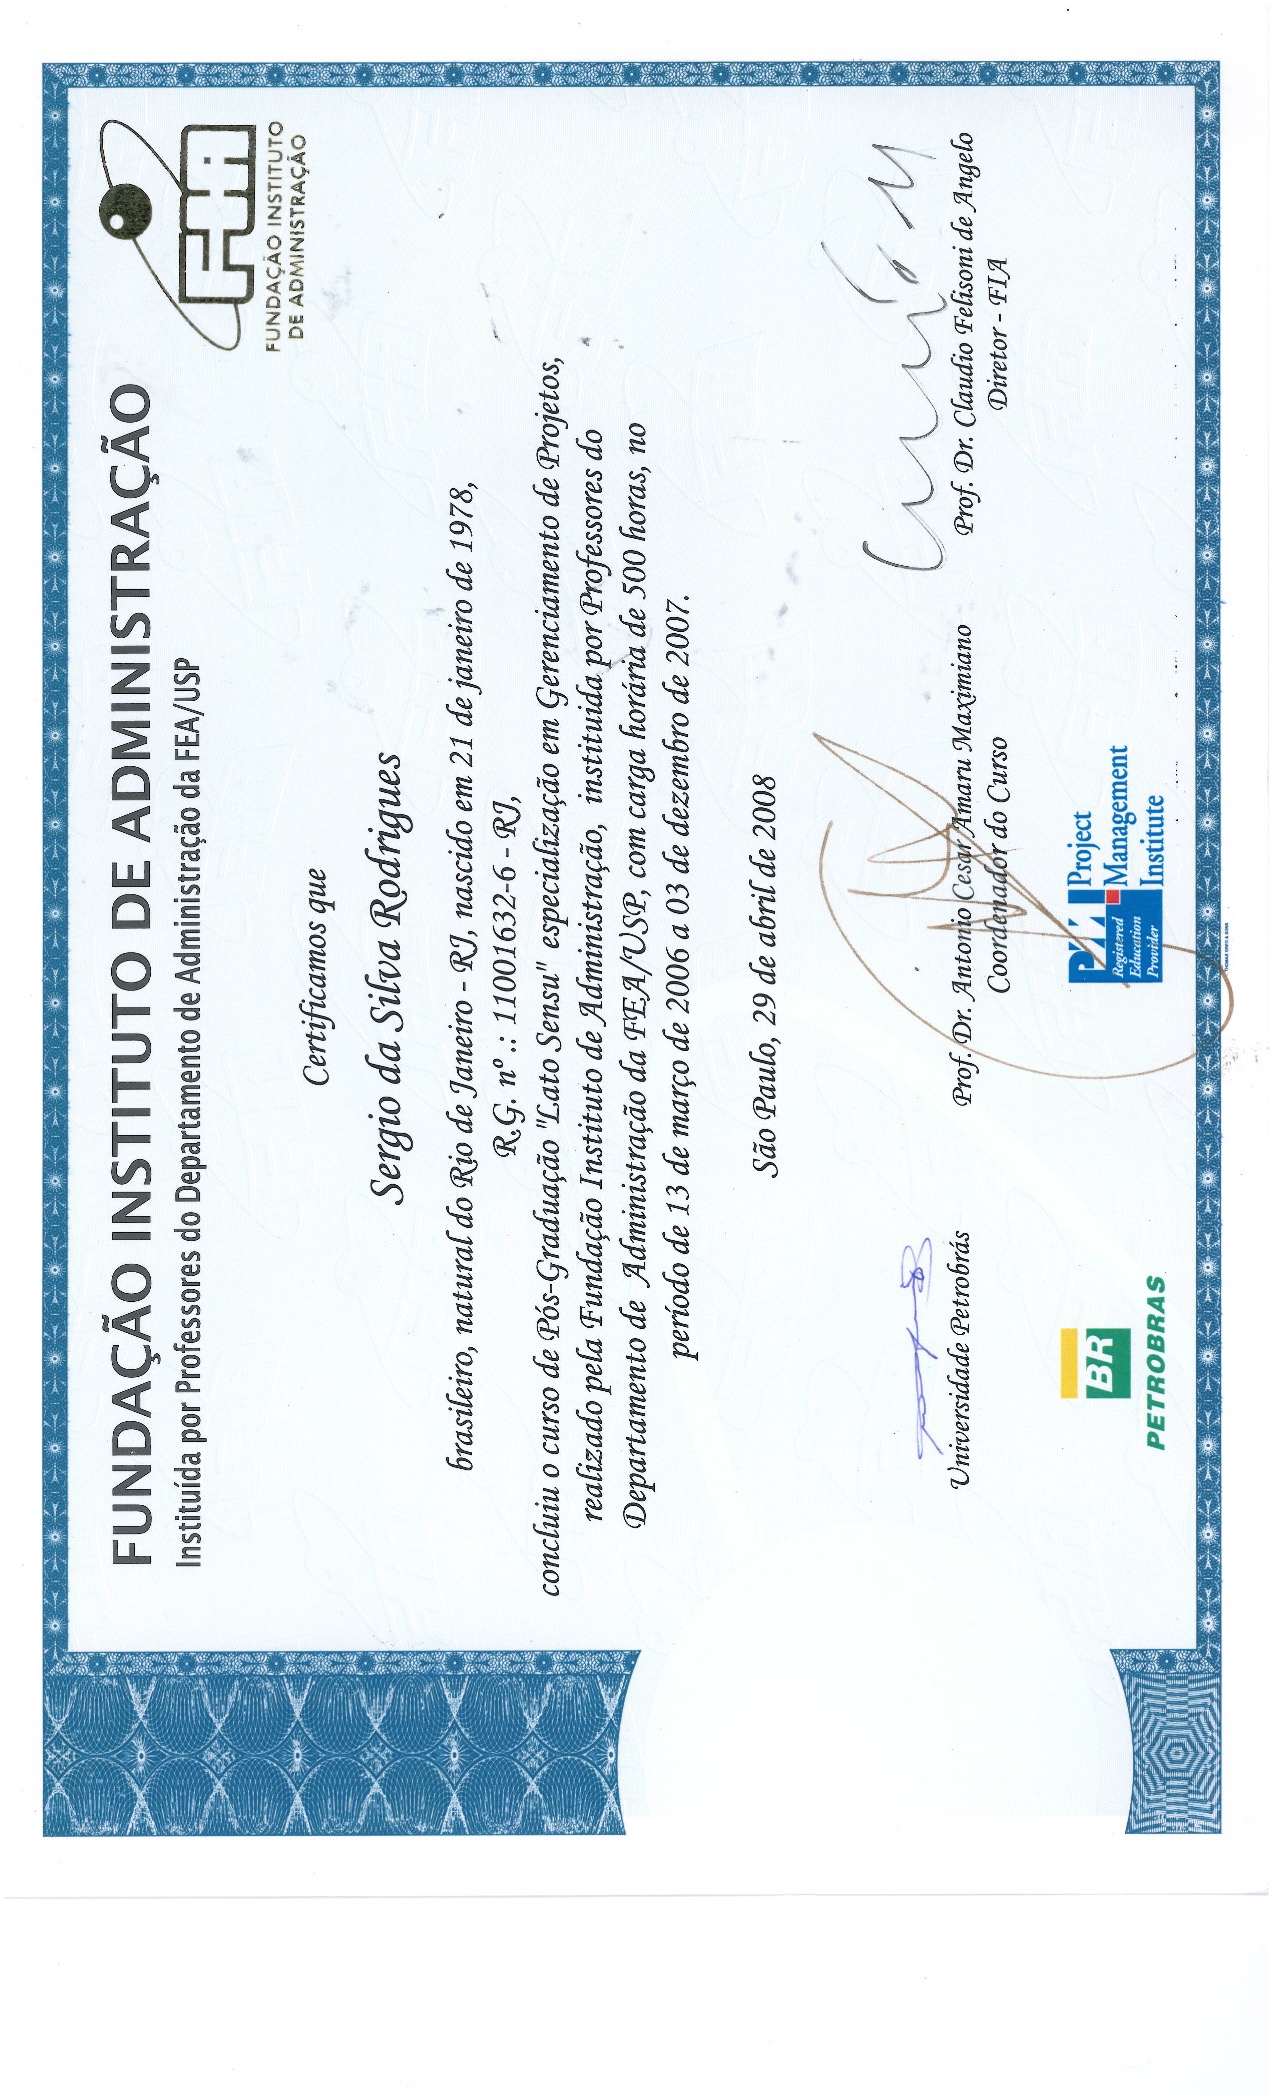 FUNDAÇÃO INSTITUTO DE ADMINISTRAÇÃO
Instituída por Professores do Departamento de Administração da FEA/USP
FIA
FUNDAÇÃO INSTITUTO
DE ADMINISTRAÇÃO
Certificamos que
Sergio da Silva Rodrigues
brasileiro, natural do Rio de Janeiro - RJ, nascido em 21 de janeiro de 1978,
R.G. nº .: 11001632-6 - RJ,
concluiu o curso de Pós-Graduação "Lato Sensu" especialização em Gerenciamento de Projetos,
realizado pela Fundação Instituto de Administração, instituida por Professores do
Departamento de Administração da FEA/USP, com carga horária de 500 horas, no
período de 13 de março de 2006 a 03 de dezembro de 2007.
São Paulo, 29 de abril de 2008
Universidade Petrobrás
Prof. Dr. Antonio Cesar Amaru Maximiano
Coordenador do Curso
Prof. Dr. Claudio Felisoni de Angelo
Diretor - FIA
BR
PETROBRAS
PMI
Registered
Education
Provider
Project
Management
Institute